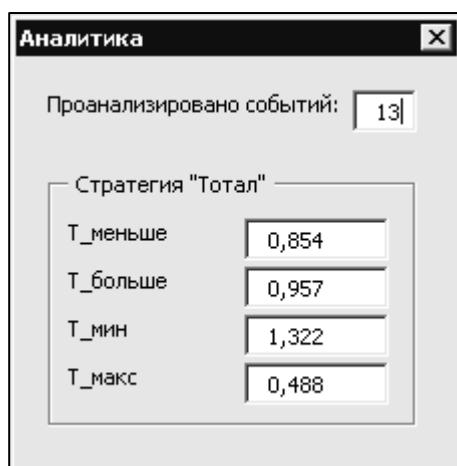 Аналитика
Проанализировано событий: 13
Стратегия "Тотал"
Т_меньше 0,854
Т_больше 0,957
Т_мин 1,322
Т_макс 0,488